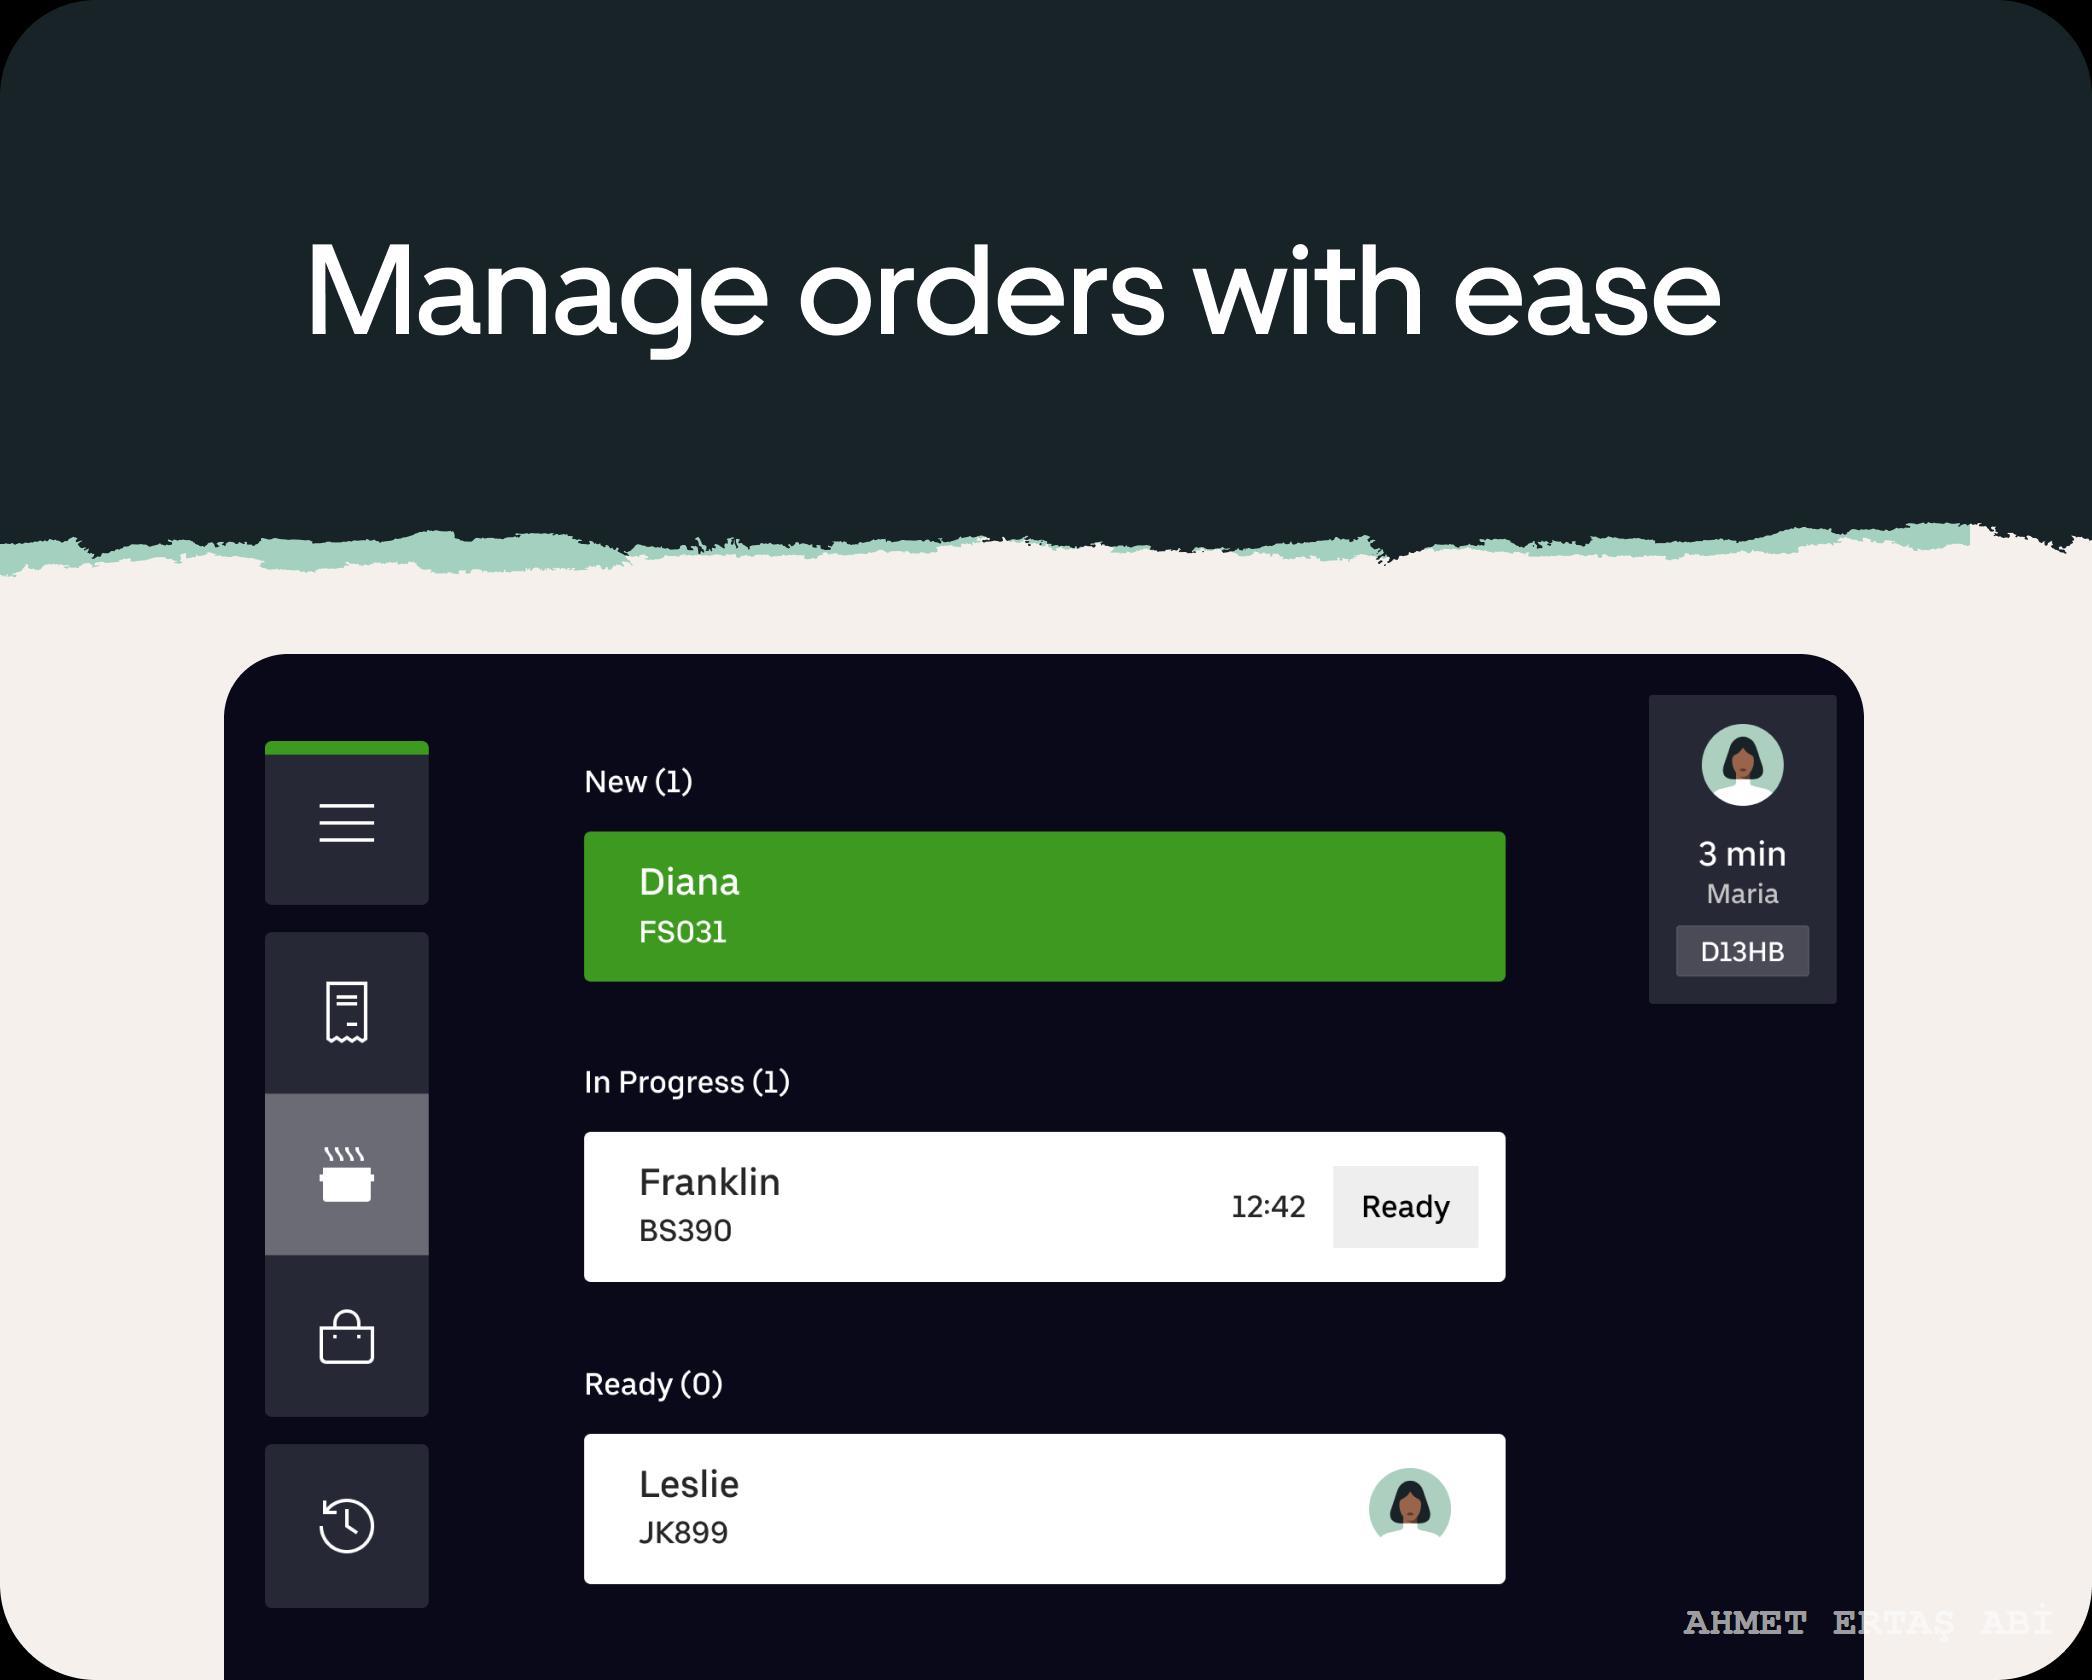 Manage orders with ease
New (1)
Diana
FS031
3 min
Maria
D13HB
In Progress (1)
Franklin
BS390
12:42
Ready
Ready (0)
Leslie
JK899
AHMET ERTAŞ ABİ